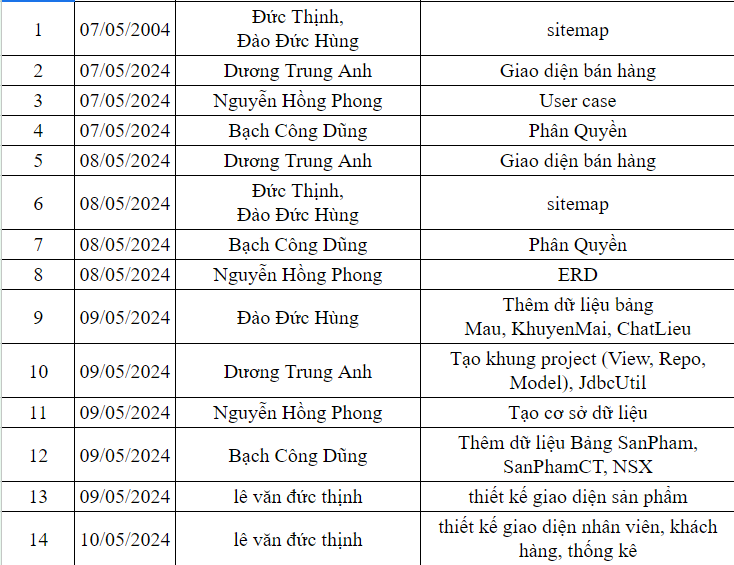 1 07/05/2004 Đức Thịnh,
Đào Đức Hùng sitemap
2 07/05/2024 Dương Trung Anh Giao diện bán hàng
3 07/05/2024 Nguyễn Hồng Phong User case
4 07/05/2024 Bạch Công Dũng Phân Quyền
5 08/05/2024 Dương Trung Anh Giao diện bán hàng
6 08/05/2024 Đức Thịnh,
Đào Đức Hùng sitemap
7 08/05/2024 Bạch Công Dũng Phân Quyền
8 08/05/2024 Nguyễn Hồng Phong ERD
9 09/05/2024 Đào Đức Hùng Thêm dữ liệu bảng
Mau, KhuyenMai, ChatLieu
10 09/05/2024 Dương Trung Anh Tạo khung project (View, Repo,
Model), JdbcUtil
11 09/05/2024 Nguyễn Hồng Phong Tạo cơ sở dữ liệu
12 09/05/2024 Bạch Công Dũng Thêm dữ liệu Bảng SanPham,
SanPhamCT, NSX
13 09/05/2024 lê văn đức thịnh thiết kế giao diện sản phẩm
14 10/05/2024 lê văn đức thịnh thiết kế giao diện nhân viên, khách
hàng, thống kê